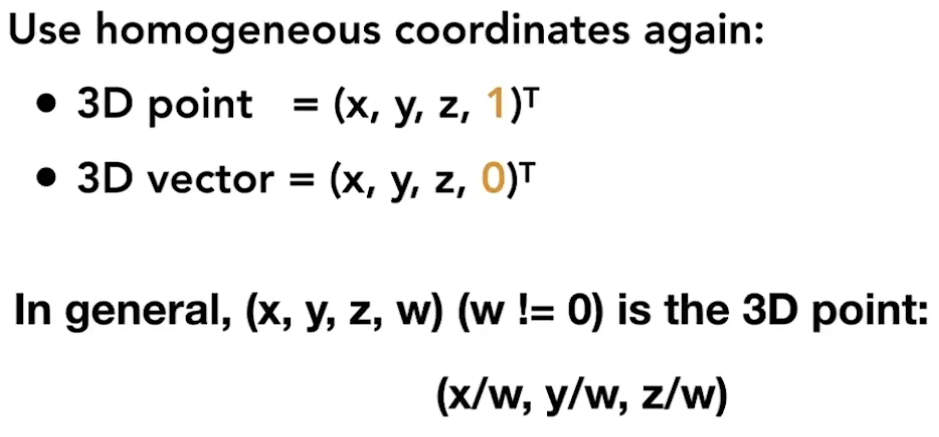 Use homogeneous coordinates again:
• 3D point = (x, y, z, 1)ᵀ
• 3D vector = (x, y, z, 0)ᵀ
In general, (x, y, z, w) (w != 0) is the 3D point:
(x/w, y/w, z/w)